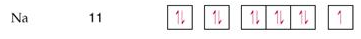 Na 11 ⥮ ⥮ ⥮ ⥮ ⥮ ↿